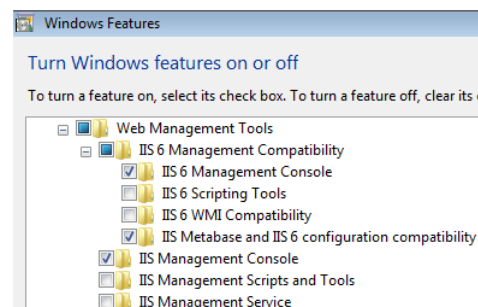 Windows Features
Turn Windows features on or off
To turn a feature on, select its check box. To turn a feature off, clear its
Web Management Tools
IIS 6 Management Compatibility
IIS 6 Management Console
IIS 6 Scripting Tools
IIS 6 WMI Compatibility
IIS Metabase and IIS 6 configuration compatibility
IIS Management Console
IIS Management Scripts and Tools
IIS Management Service